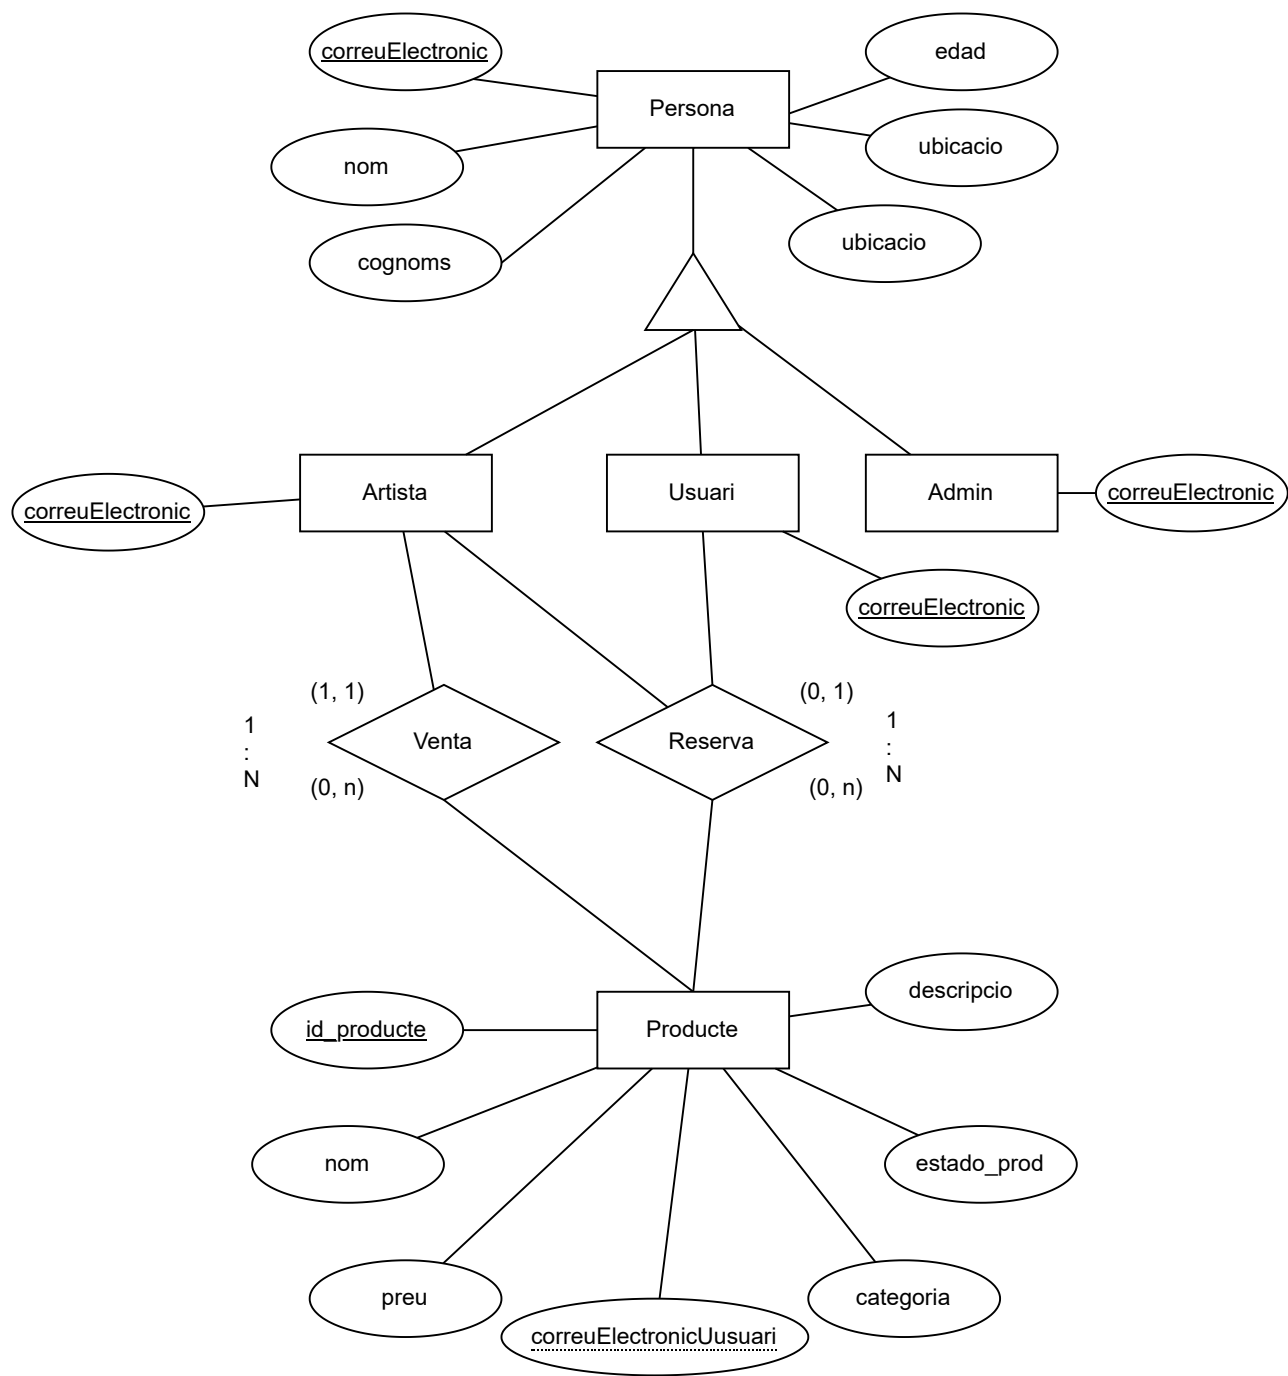 correuElectronic
edad
Persona
ubicacio
nom
cognoms
ubicacio
Artista
Usuari
Admin
correuElectronic
correuElectronic
correuElectronic
(1, 1)
(0, 1)
1
:
N
Venta
Reserva
1
:
N
(0, n)
(0, n)
descripcio
id_producte
Producte
nom
estado_prod
preu
categoria
correuElectronicUusuari